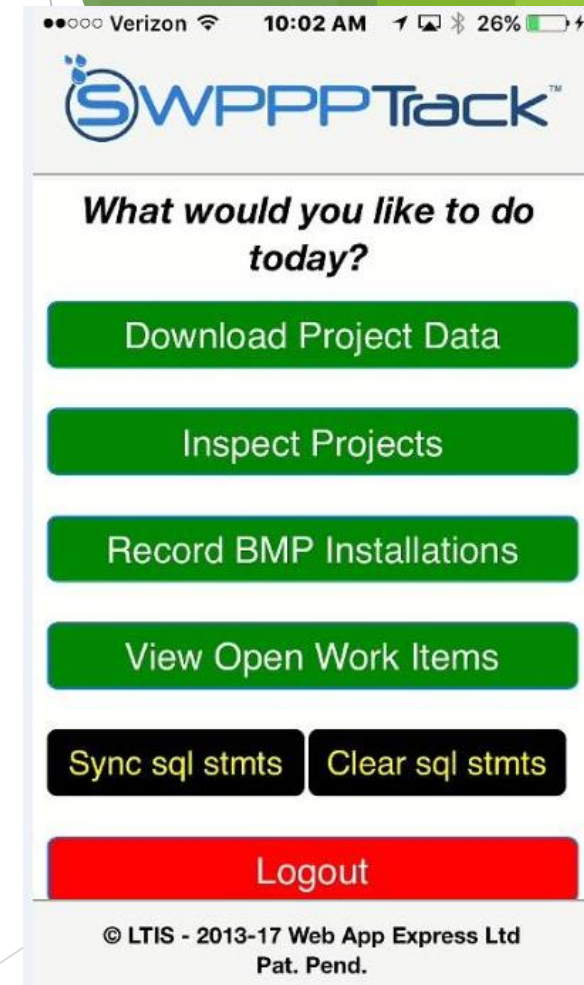 Verizon 10:02 AM 26%
SWPPPTrack™
What would you like to do
today?
Download Project Data
Inspect Projects
Record BMP Installations
View Open Work Items
Sync sql stmts Clear sql stmts
Logout
© LTIS - 2013-17 Web App Express Ltd
Pat. Pend.